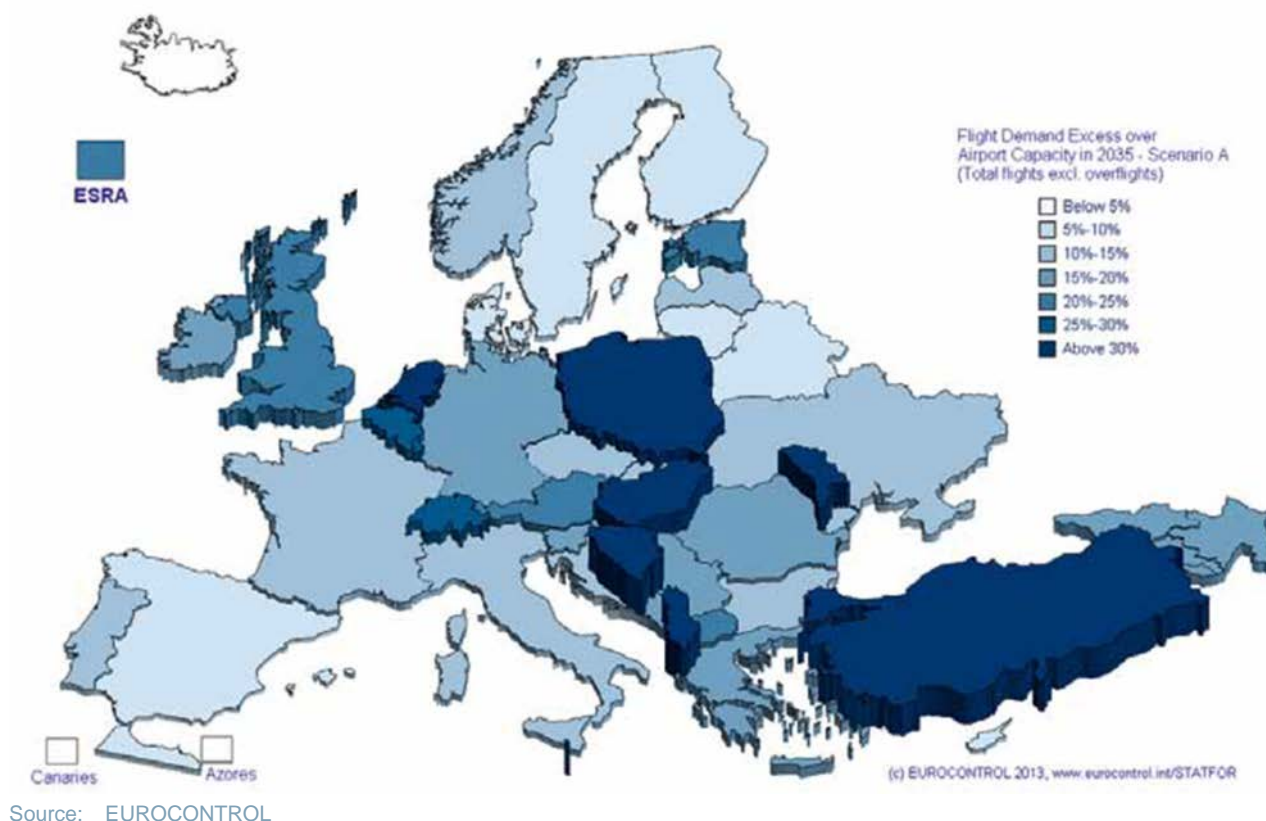 Flight Demand Excess over
Airport Capacity in 2035 - Scenario A
(Total flights excl. overflights)
Below 5%
5%-10%
10%-15%
15%-20%
20%-25%
25%-30%
Above 30%
ESRA
Canaries
Azores
(c) EUROCONTROL 2013, www.eurocontrol.int/STATFOR
Source: EUROCONTROL